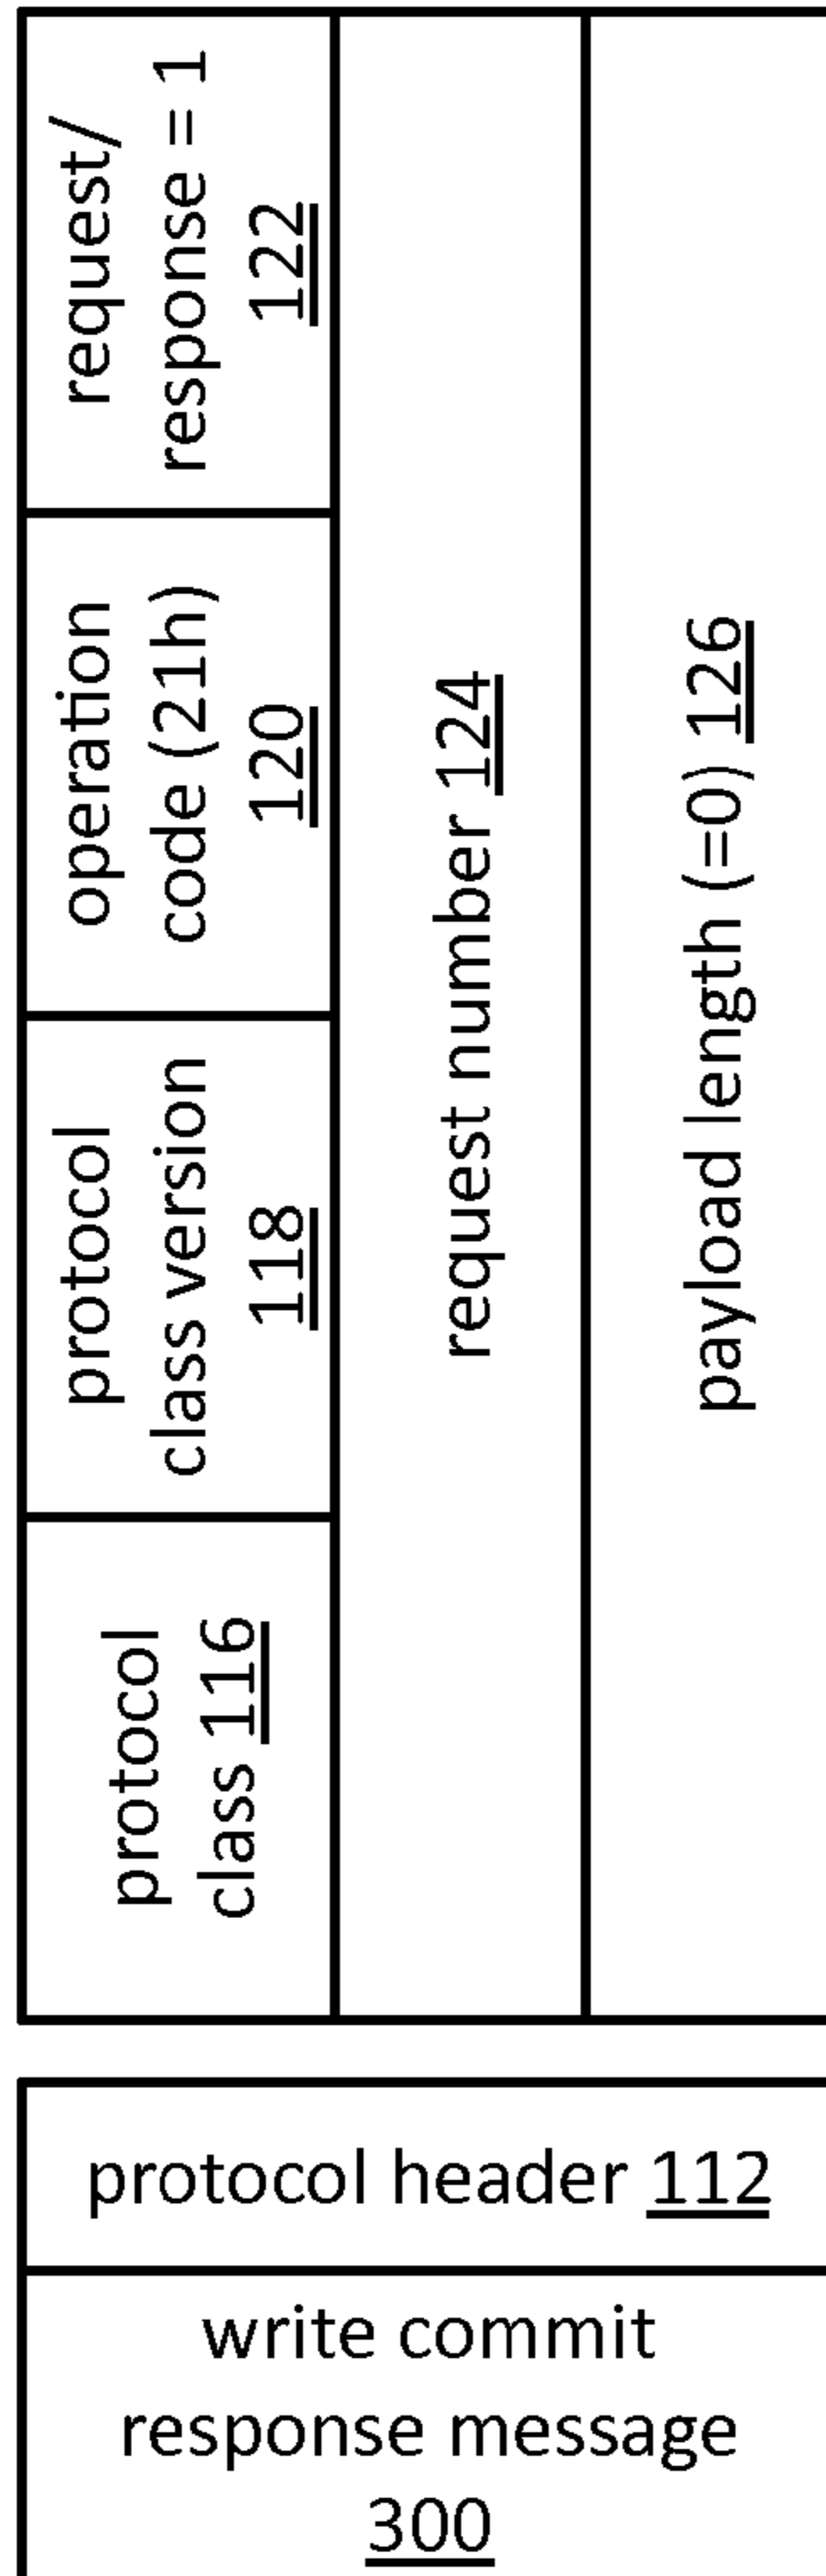 protocol
class 116
protocol
class version
118
operation
code (21h)
120
request/
response = 1
122
request number 124
payload length (=0) 126
protocol header 112
write commit
response message
300